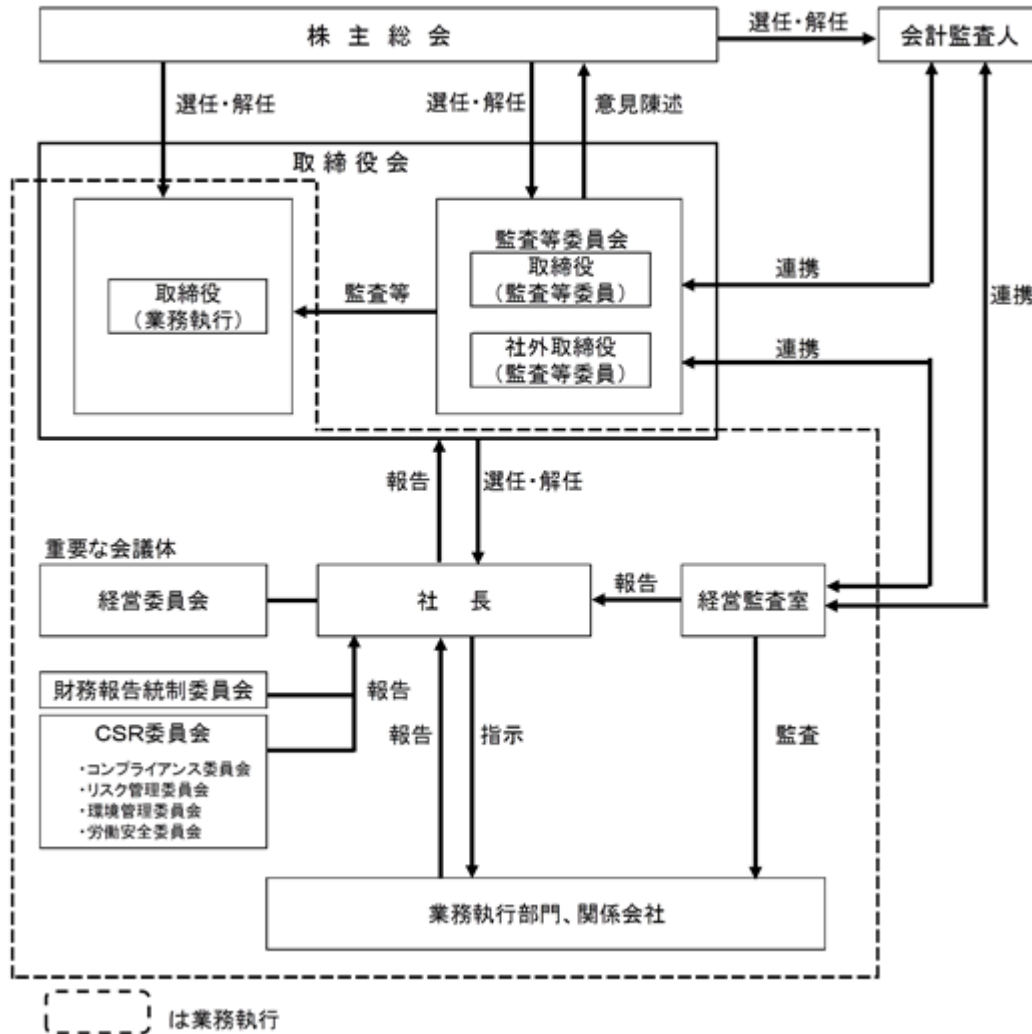 株主総会
選任・解任
会計監査人
選任・解任
選任・解任
意見陳述
取締役会
監査等委員会
取締役
(監査等委員)
社外取締役
(監査等委員)
監査等
取締役
(業務執行)
連携
連携
連携
報告
選任・解任
重要な会議体
経営委員会
社長
報告
経営監査室
財務報告統制委員会
報告
CSR委員会
・コンプライアンス委員会
・リスク管理委員会
・環境管理委員会
・労働安全委員会
報告
指示
監査
業務執行部門、関係会社
は業務執行